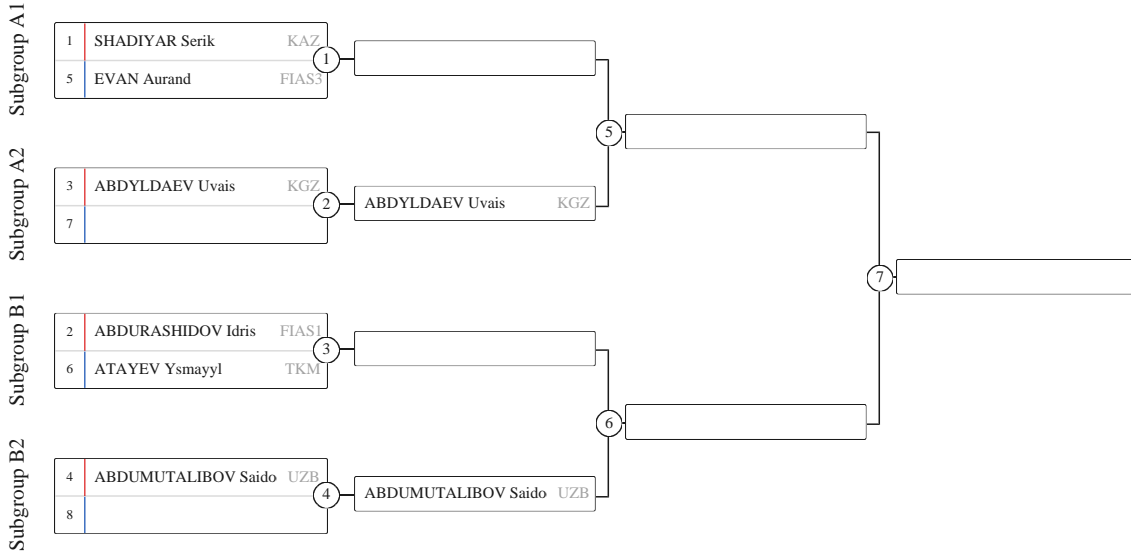 Subgroup A1
1 SHADIYAR Serik KAZ
5 EVAN Aurand FIAS3
1
Subgroup A2
3 ABDYLDAEV Uvais KGZ
7
2
ABDYLDAEV Uvais KGZ
5
Subgroup B1
2 ABDURASHIDOV Idris FIAS1
6 ATAYEV Ysmayyl TKM
3
Subgroup B2
4 ABDUMUTALIBOV Saido UZB
8
4
ABDUMUTALIBOV Saido UZB
6
7